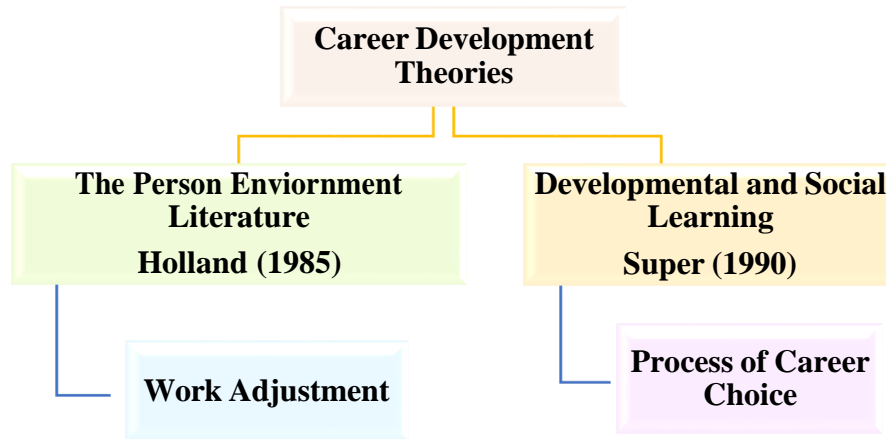 Career Development
Theories
The Person Enviornment
Literature
Holland (1985)
Developmental and Social
Learning
Super (1990)
Work Adjustment
Process of Career
Choice